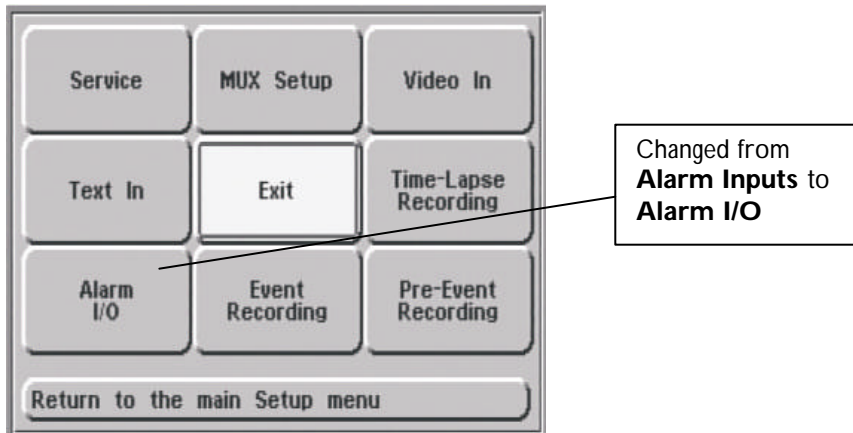 Service
MUX Setup
Video In
Text In
Exit
Time-Lapse
Recording
Alarm
I/O
Event
Recording
Pre-Event
Recording
Return to the main Setup menu
Changed from
Alarm Inputs to
Alarm I/O